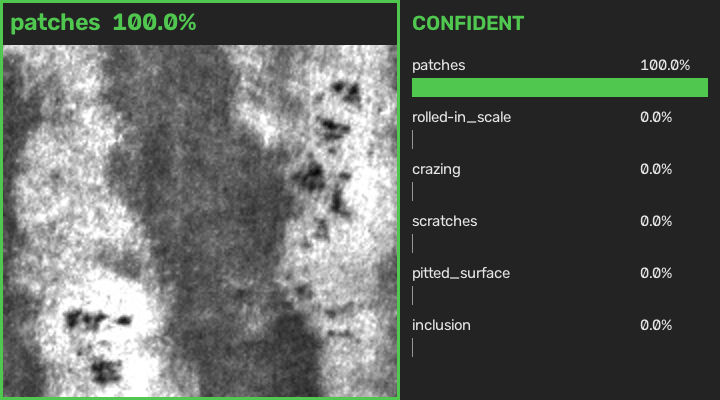 patches 100.0%
CONFIDENT
patches 100.0%
rolled-in_scale 0.0%
crazing 0.0%
scratches 0.0%
pitted_surface 0.0%
inclusion 0.0%